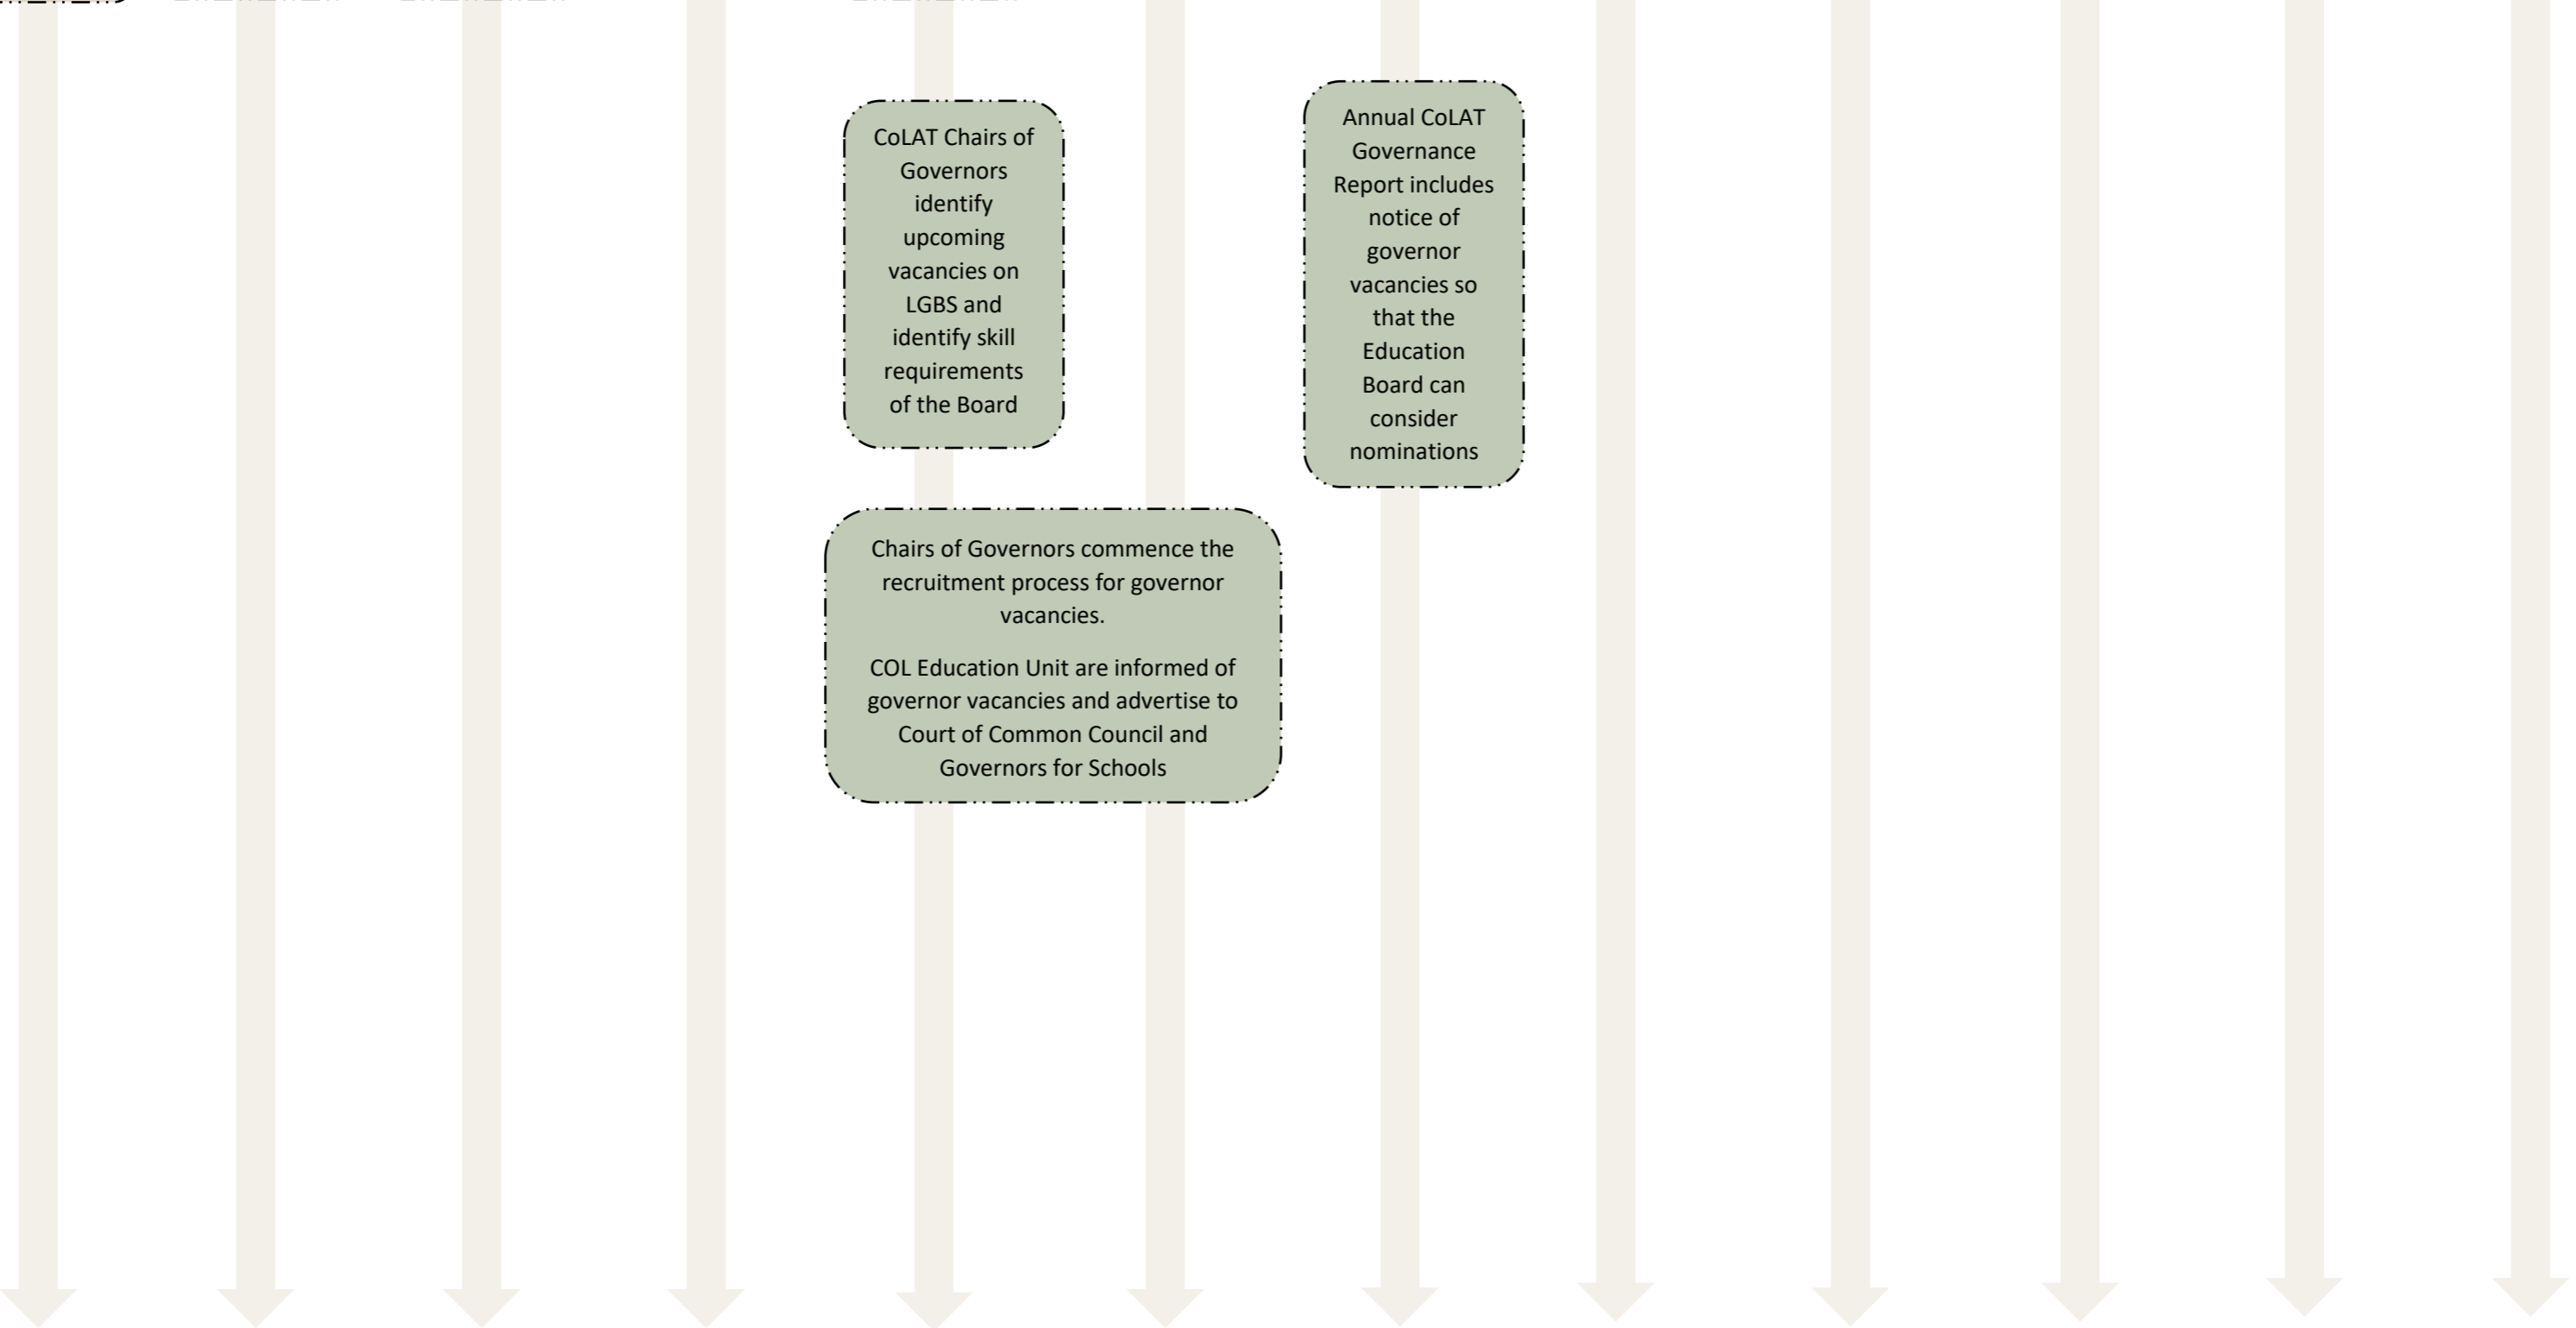 CoLAT Chairs of
Governors
identify
upcoming
vacancies on
LGBS and
identify skill
requirements
of the Board
Annual CoLAT
Governance
Report includes
notice of
governor
vacancies so
that the
Education
Board can
consider
nominations
Chairs of Governors commence the
recruitment process for governor
vacancies.
COL Education Unit are informed of
governor vacancies and advertise to
Court of Common Council and
Governors for Schools